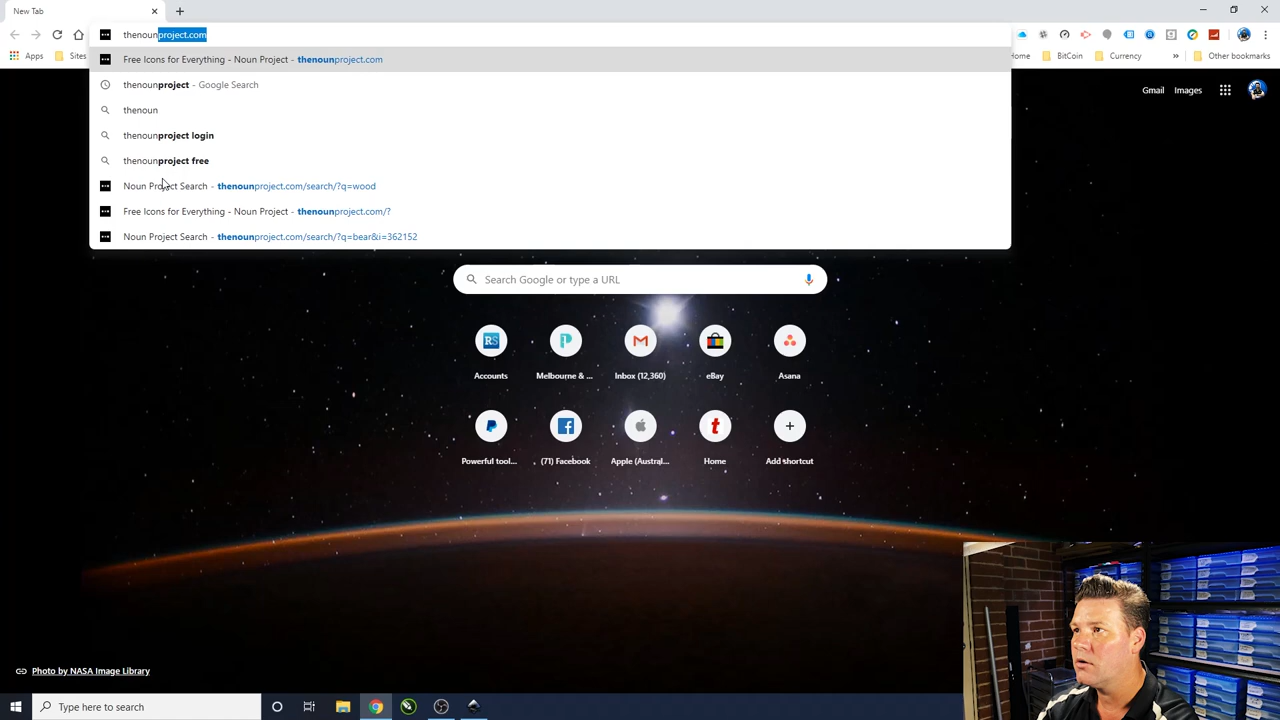 New Tab
thenounproject.com
Free Icons for Everything - Noun Project - thenounproject.com
thenounproject - Google Search
thenoun
thenounproject login
thenounproject free
Noun Project Search - thenounproject.com/search/?q=wood
Free Icons for Everything - Noun Project - thenounproject.com/?
Noun Project Search - thenounproject.com/search/?q=bear&i=362152
Apps
Sites
Home
BitCoin
Currency
Other bookmarks
Gmail
Images
Search Google or type a URL
RS
Accounts
Melbourne & ...
Inbox (12,360)
eBay
Asana
Powerful tool...
(71) Facebook
Apple (Austral...
Home
Add shortcut
Photo by NASA Image Library
Type here to search